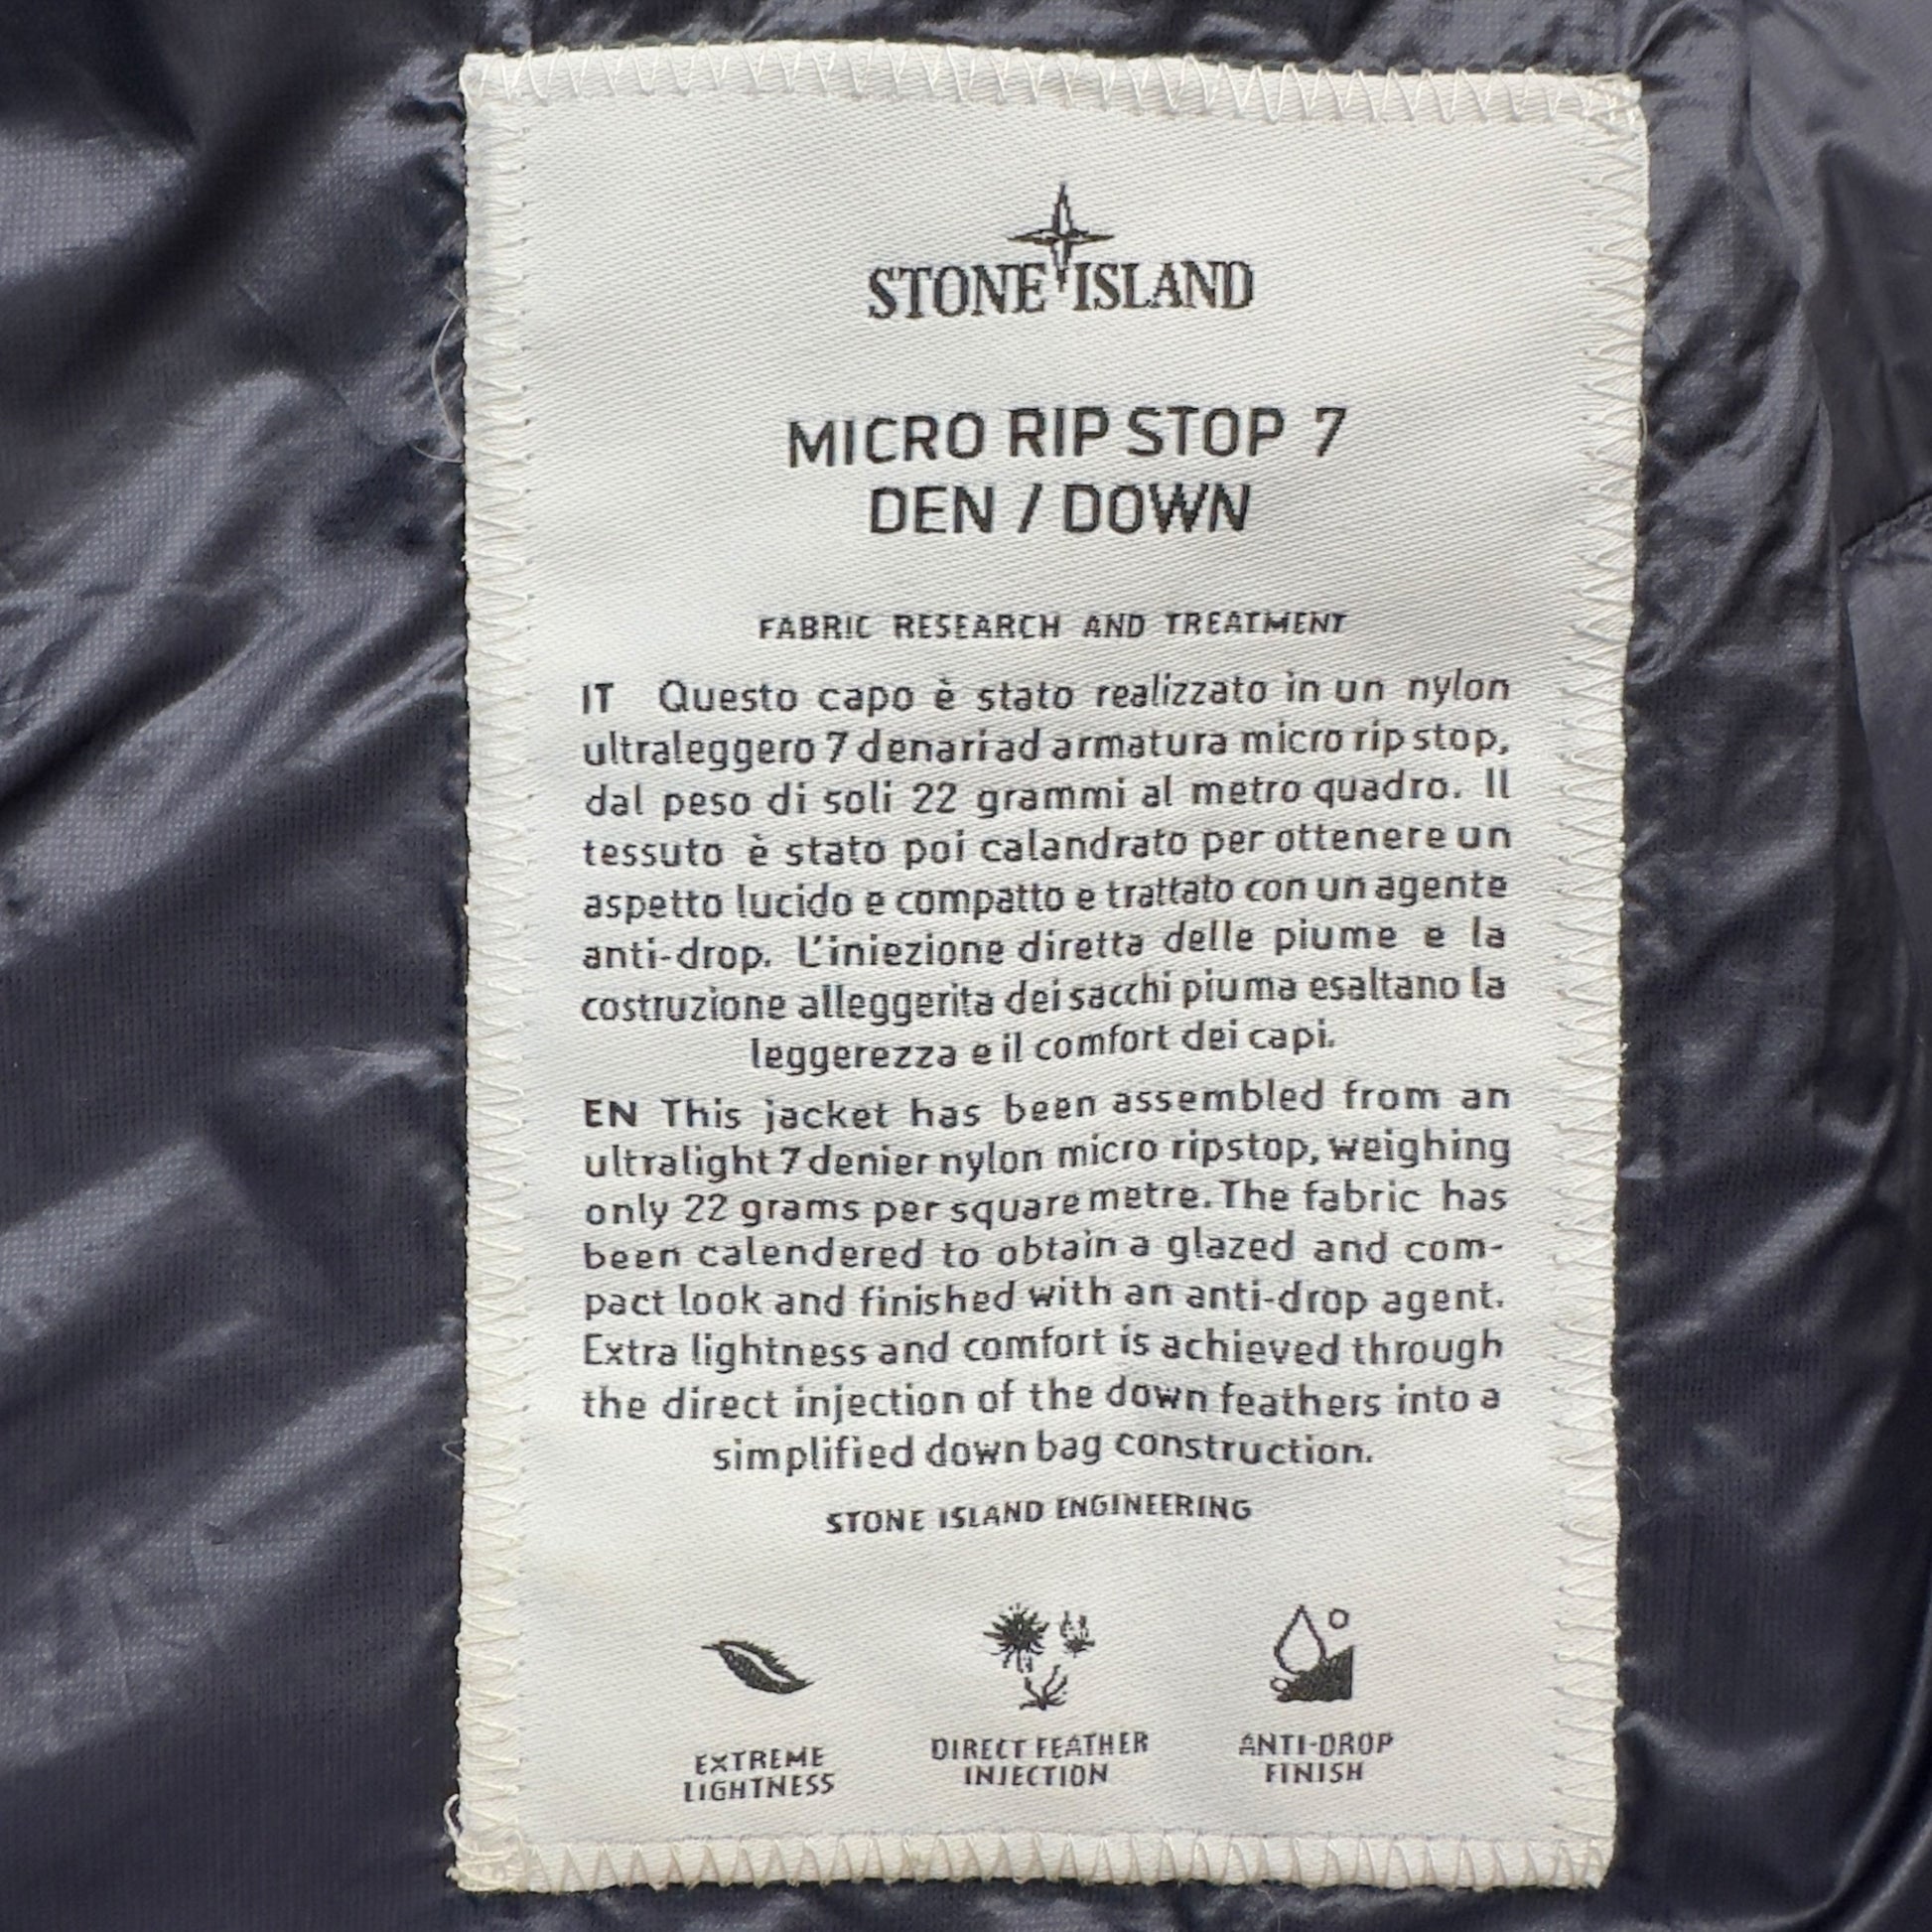 STONE ISLAND
MICRO RIP STOP 7
DEN / DOWN
FABRIC RESEARCH AND TREATMENT
IT Questo capo è stato realizzato in un nylon
ultraleggero 7 denari ad armatura micro rip stop,
dal peso di soli 22 grammi al metro quadro. Il
tessuto è stato poi calandrato per ottenere un
aspetto lucido e compatto e trattato con un agente
anti-drop. L'iniezione diretta delle piume e la
costruzione alleggerita dei sacchi piuma esaltano la
leggerezza e il comfort dei capi.
EN This jacket has been assembled from an
ultralight 7 denier nylon micro ripstop, weighing
only 22 grams per square metre. The fabric has
been calendered to obtain a glazed and com-
pact look and finished with an anti-drop agent.
Extra lightness and comfort is achieved through
the direct injection of the down feathers into a
simplified down bag construction.
STONE ISLAND ENGINEERING
EXTREME
LIGHTNESS
DIRECT FEATHER
INJECTION
ANTI-DROP
FINISH